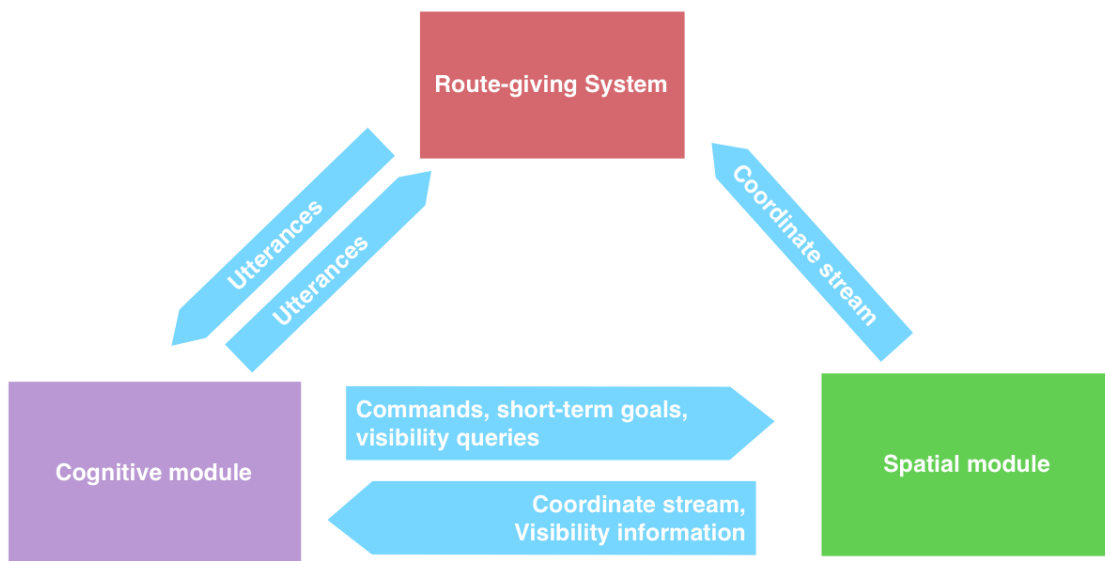 Route-giving System
Utterances
Utterances
Coordinate stream
Commands, short-term goals,
visibility queries
Cognitive module
Spatial module
Coordinate stream,
Visibility information